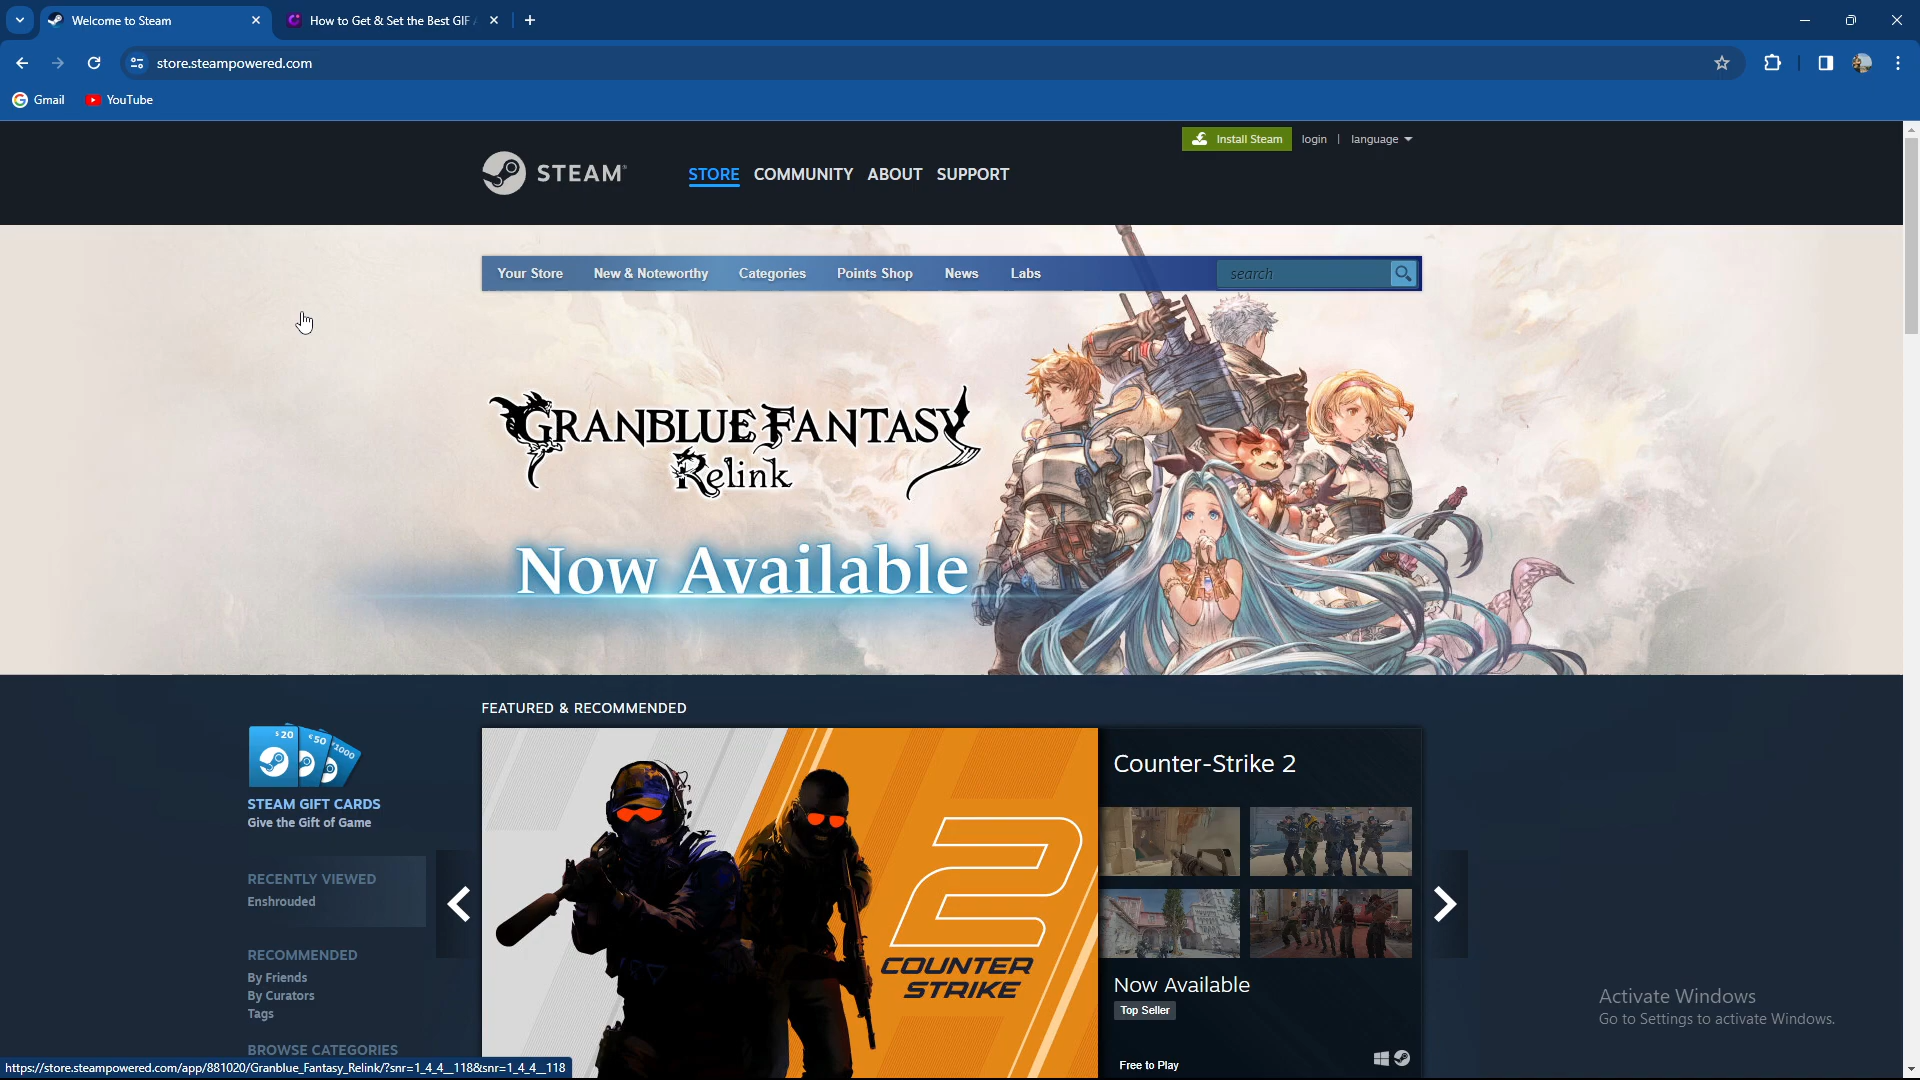 Welcome to Steam
How to Get & Set the Best GIF
store.steampowered.com
Gmail
YouTube
Install Steam
login | language
STEAM
STORE COMMUNITY ABOUT SUPPORT
Your Store New & Noteworthy Categories Points Shop News Labs search
GRANBLUE FANTASY
Relink
Now Available
FEATURED & RECOMMENDED
$20 €50 ¥1000
STEAM GIFT CARDS
Give the Gift of Game
RECENTLY VIEWED
Enshrouded
RECOMMENDED
By Friends
By Curators
Tags
BROWSE CATEGORIES
2
COUNTER
STRIKE
Counter-Strike 2
Now Available
Top Seller
Free to Play
Activate Windows
Go to Settings to activate Windows.
https://store.steampowered.com/app/881020/Granblue_Fantasy_Relink/?snr=1_4_4__118&snr=1_4_4__118